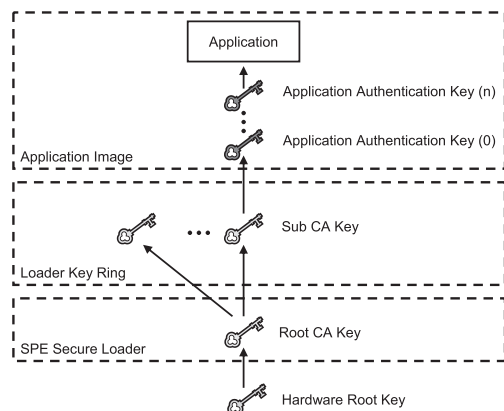 Application
Application Authentication Key (n)
Application Authentication Key (0)
Application Image
Sub CA Key
Loader Key Ring
Root CA Key
SPE Secure Loader
Hardware Root Key